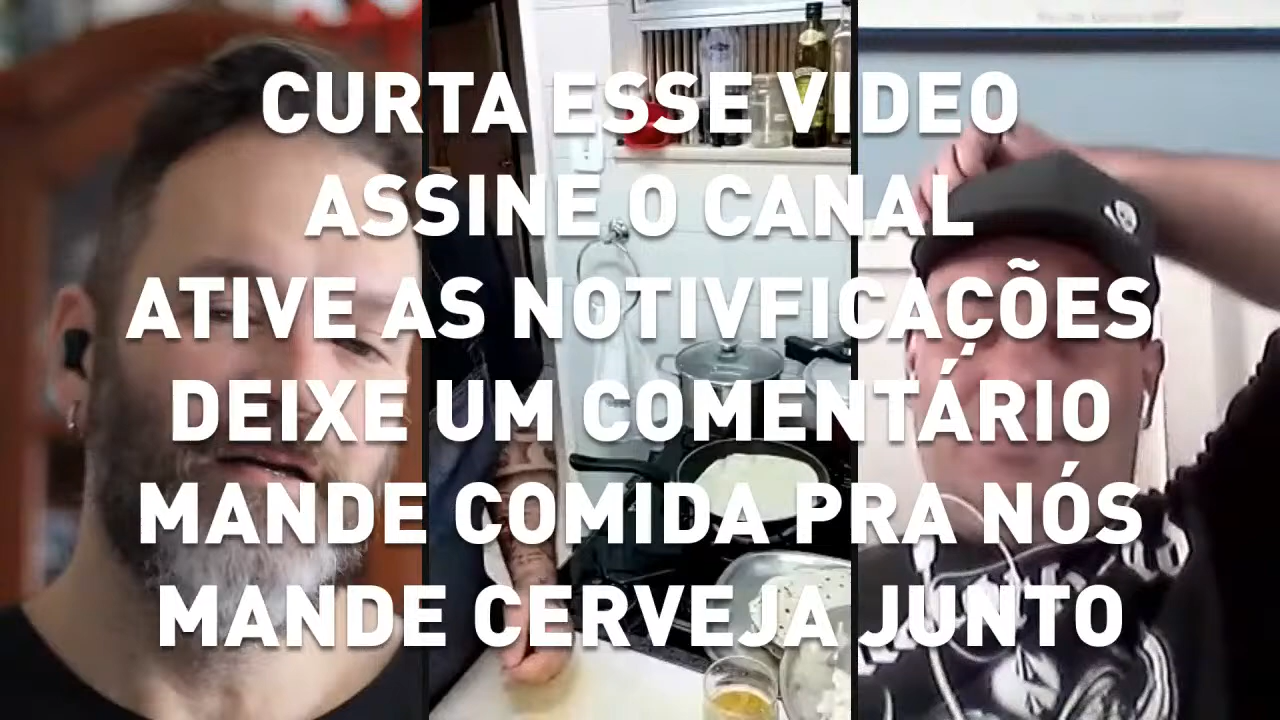 CURTA ESSE VIDEO
ASSINE O CANAL
ATIVE AS NOTIVFICAÇÕES
DEIXE UM COMENTÁRIO
MANDE COMIDA PRA NÓS
MANDE CERVEJA JUNTO